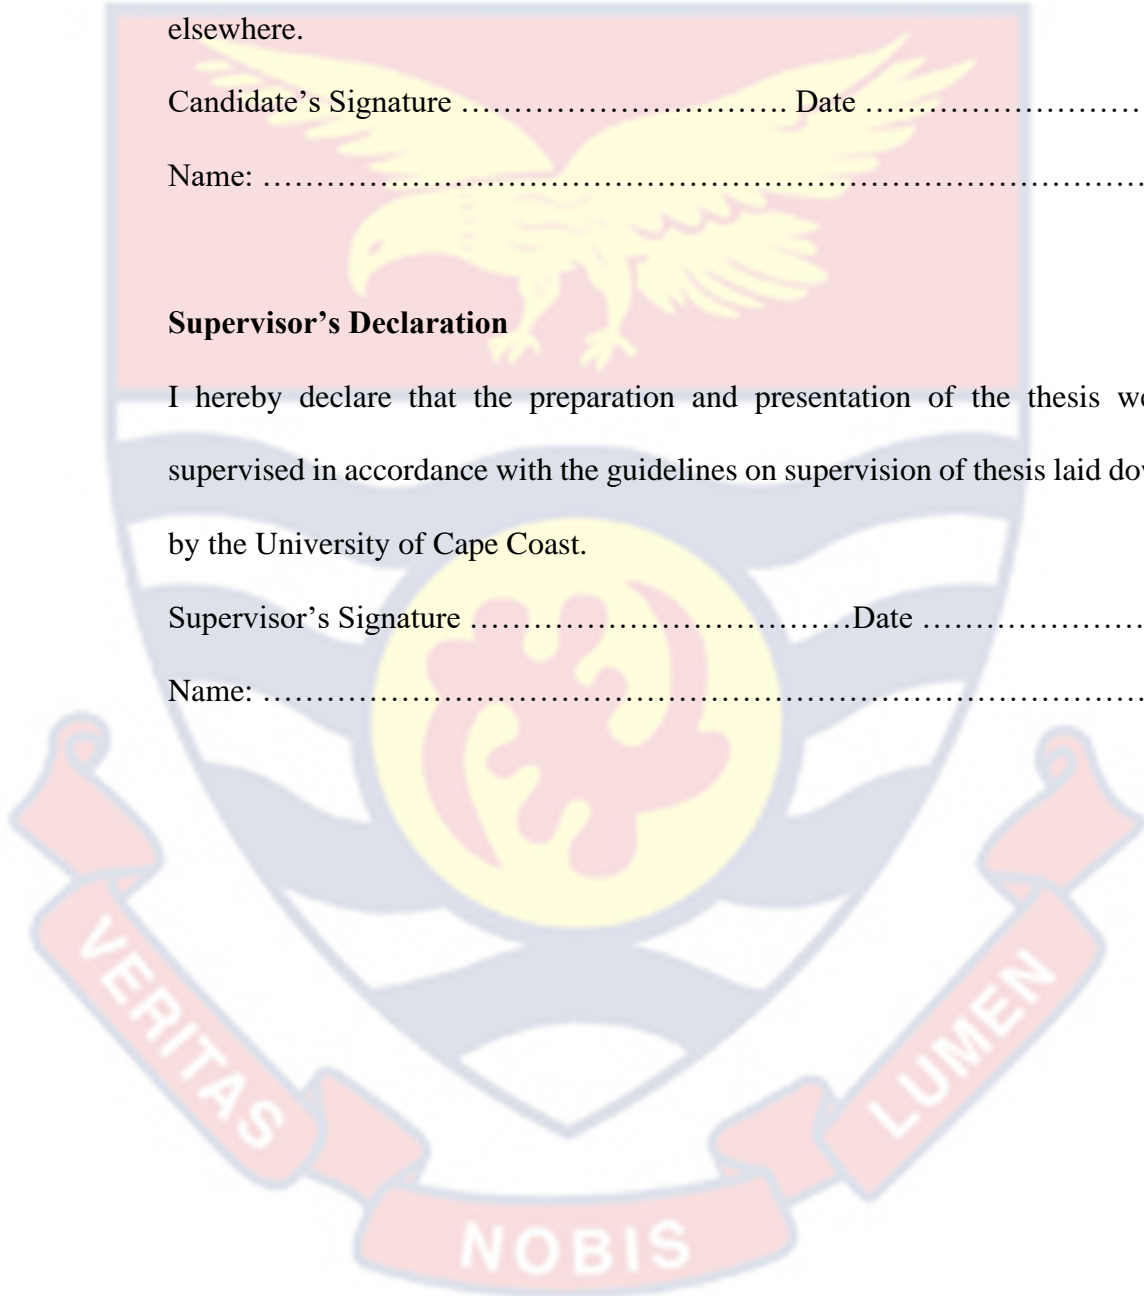 elsewhere.
Candidate’s Signature …………………………. Date ………………………
Name: …………………………………………………………………………
Supervisor’s Declaration
I hereby declare that the preparation and presentation of the thesis we
supervised in accordance with the guidelines on supervision of thesis laid dov
by the University of Cape Coast.
Supervisor’s Signature ………………………………Date …………………
Name: …………………………………………………………………………
VERITAS
NOBIS
LUMEN